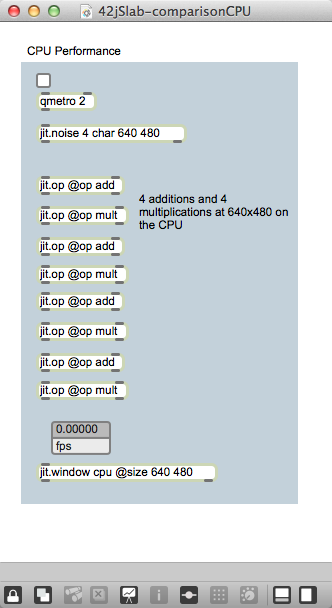 42jSlab-comparisonCPU
CPU Performance
qmetro 2
jit.noise 4 char 640 480
jit.op @op add
4 additions and 4
multiplications at 640x480 on
the CPU
jit.op @op mult
jit.op @op add
jit.op @op mult
jit.op @op add
jit.op @op mult
jit.op @op add
jit.op @op mult
0.00000
fps
jit.window cpu @size 640 480